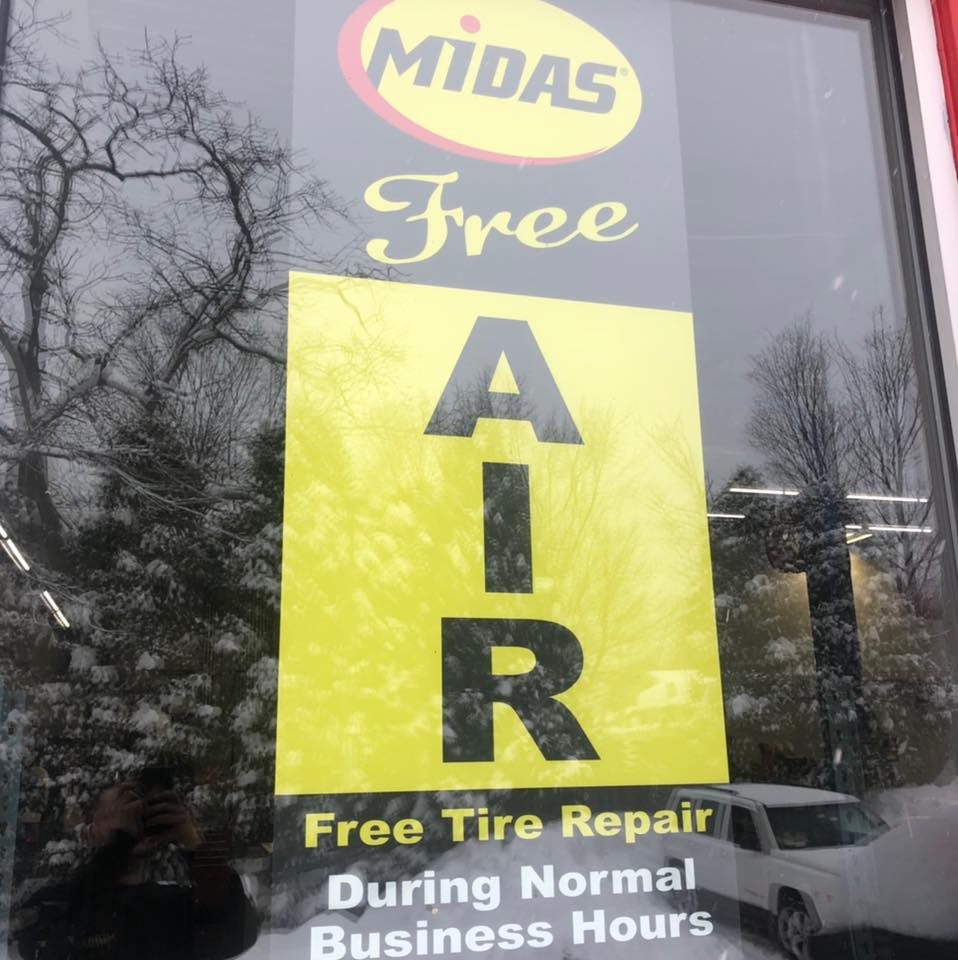 MIDAS®
Free
A
I
R
Free Tire Repair
During Normal
Business Hours